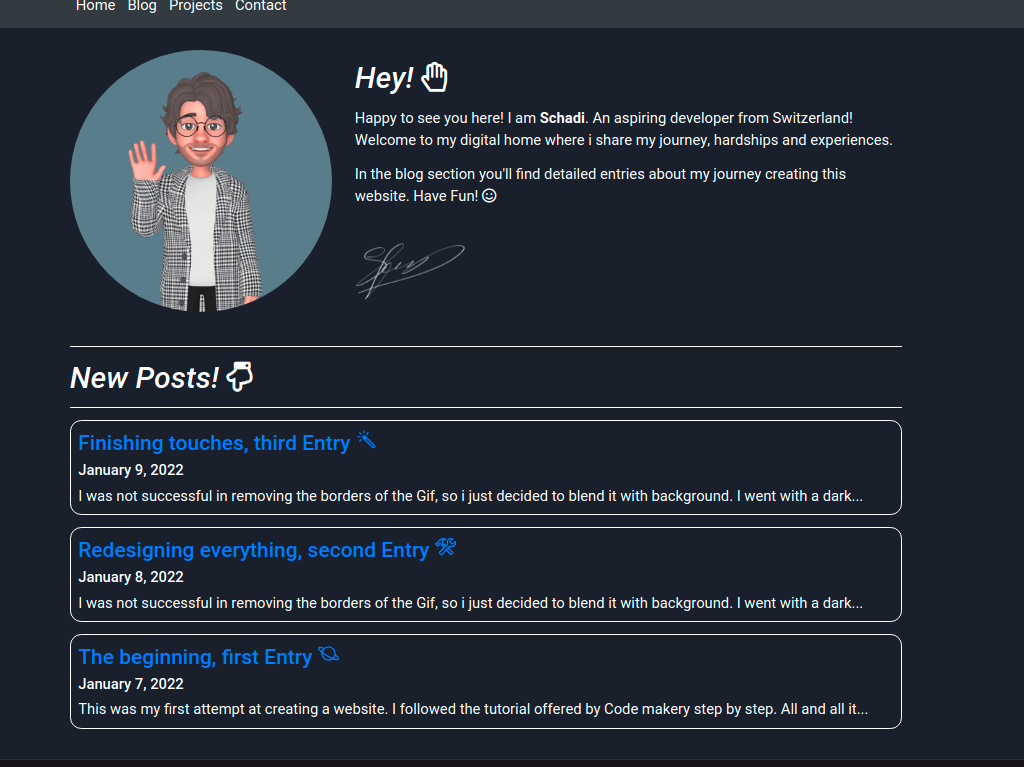 Home Blog Projects Contact
Hey!
Happy to see you here! I am Schadi. An aspiring developer from Switzerland!
Welcome to my digital home where i share my journey, hardships and experiences.
In the blog section you'll find detailed entries about my journey creating this
website. Have Fun!
New Posts!
Finishing touches, third Entry
January 9, 2022
I was not successful in removing the borders of the Gif, so i just decided to blend it with background. I went with a dark...
Redesigning everything, second Entry
January 8, 2022
I was not successful in removing the borders of the Gif, so i just decided to blend it with background. I went with a dark...
The beginning, first Entry
January 7, 2022
This was my first attempt at creating a website. I followed the tutorial offered by Code makery step by step. All and all it...